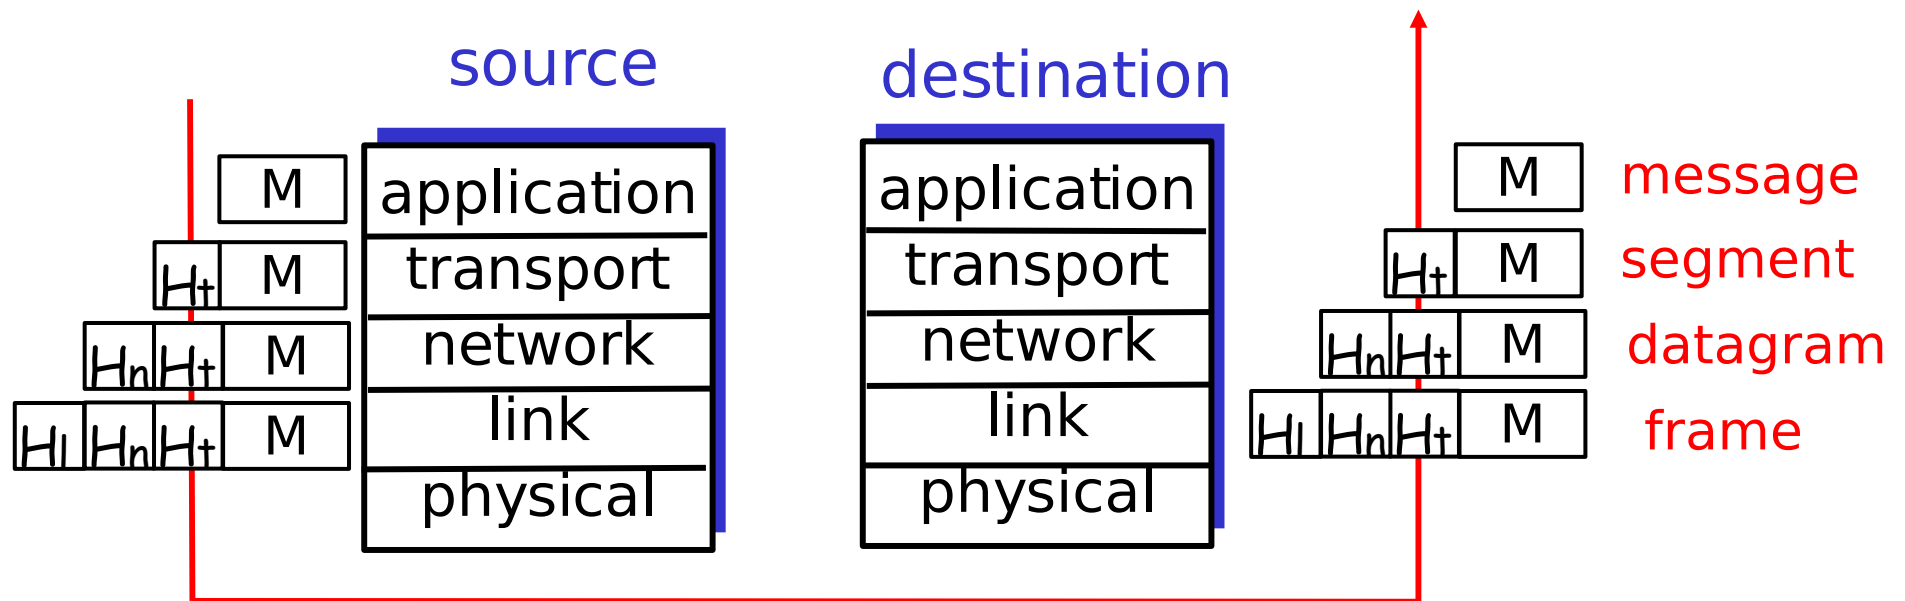 source destination
M application application M message
Ht M transport transport Ht M segment
Hn Ht M network network Hn Ht M datagram
Hl Hn Ht M link link Hl Hn Ht M frame
physical physical